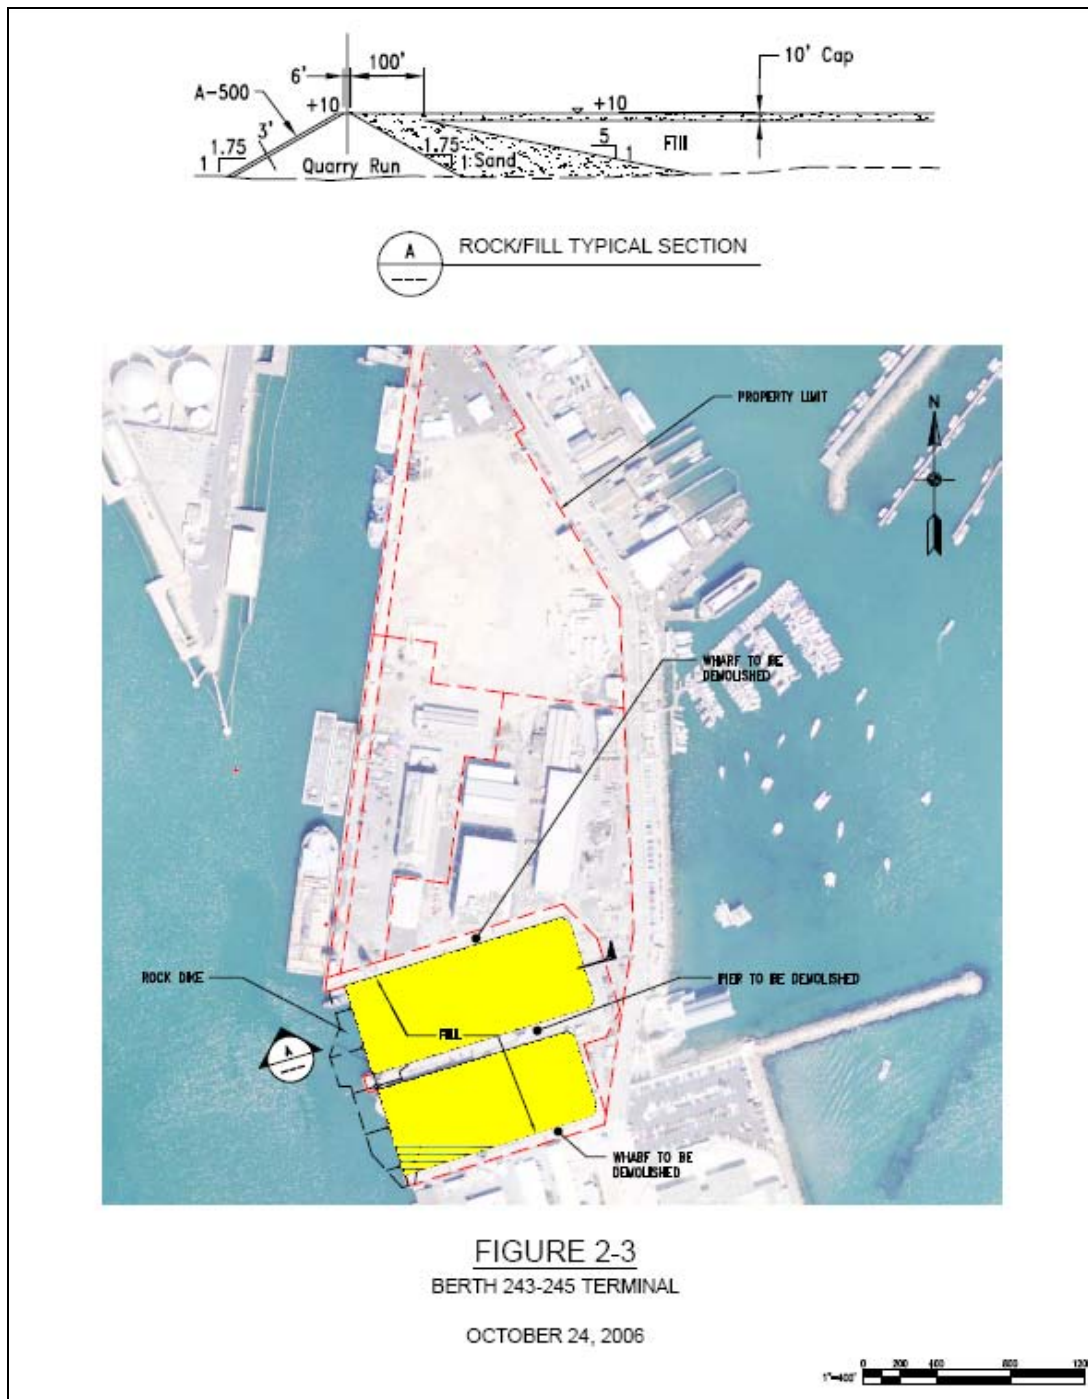 6' 100' 10' Cap
A-500 +10 +10
3' 5 Fill
1.75 1.75 1
1 Quarry Run 1 Sand
A
ROCK/FILL TYPICAL SECTION
PROPERTY LIMIT
N
WHARF TO BE
DEMOLISHED
ROCK DIKE
PIER TO BE DEMOLISHED
FILL
A
WHARF TO BE
DEMOLISHED
FIGURE 2-3
BERTH 243-245 TERMINAL
OCTOBER 24, 2006
0 200 400 800
1"=400'